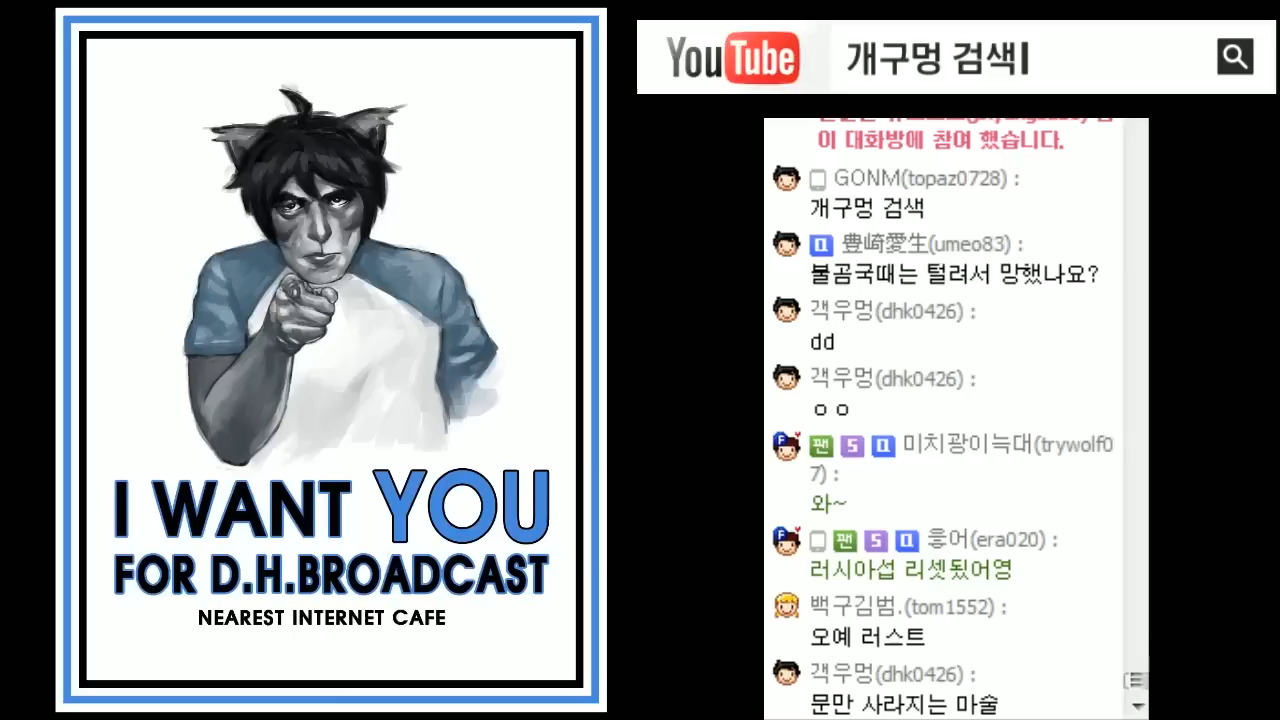 I WANT YOU
FOR D.H.BROADCAST
NEAREST INTERNET CAFE
YouTube 개구멍 검색
이 대화방에 참여 했습니다.
GONM(topaz0728) :
개구멍 검색
豊崎愛生(umeo83) :
불곰국때는 털려서 망했나요?
객우멍(dhk0426) :
dd
객우멍(dhk0426) :
ㅇㅇ
팬 5 a 미치광이늑대(trywolf0
7) :
와~
팬 5 a 흫어(era020) :
러시아섭 리셋됬어영
백구김범.(tom1552) :
오예 러스트
객우멍(dhk0426) :
문만 사라지는 마술